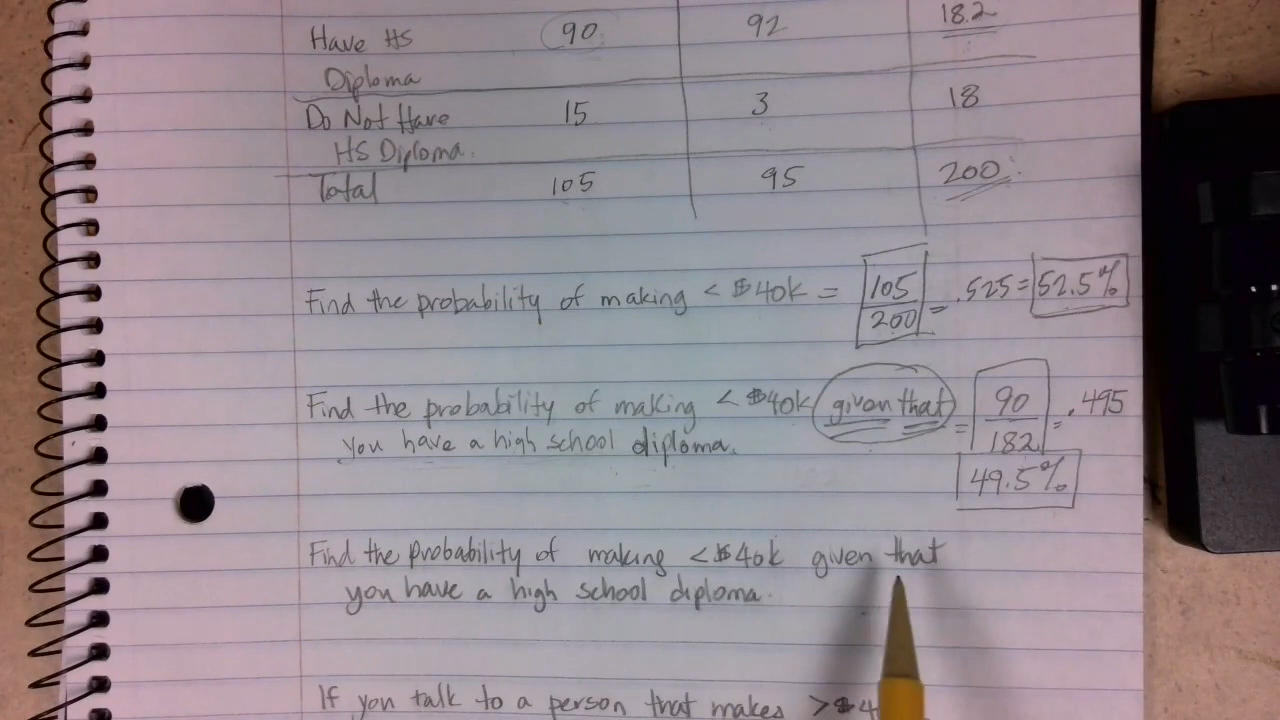 Have HS 90 92 182
Diploma
Do Not Have 15 3 18
HS Diploma.
Total 105 95 200
Find the probability of making < $40k = 105/200 = .525 = 52.5%
Find the probability of making < $40k given that = 90/182 = .495
you have a high school diploma.
49.5%
Find the probability of making < $40k given that
you have a high school diploma.
If you talk to a person that makes > $4